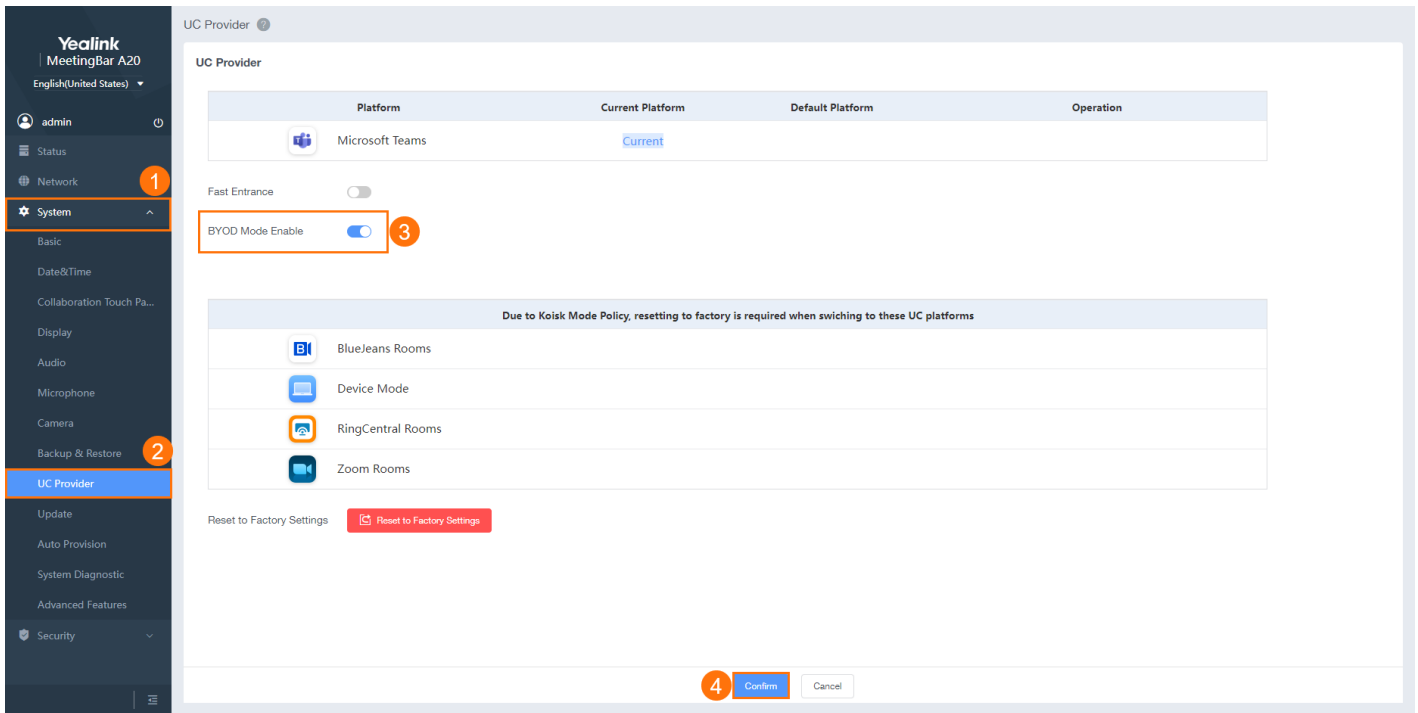 Yealink
MeetingBar A20
English(United States)
admin
Status
Network
1
System
Basic
Date&Time
Collaboration Touch Pa...
Display
Audio
Microphone
Camera
Backup & Restore
2
UC Provider
Update
Auto Provision
System Diagnostic
Advanced Features
Security
UC Provider ?
UC Provider
Platform Current Platform Default Platform Operation
Microsoft Teams Current
Fast Entrance
BYOD Mode Enable 3
Due to Koisk Mode Policy, resetting to factory is required when swiching to these UC platforms
BlueJeans Rooms
Device Mode
RingCentral Rooms
Zoom Rooms
Reset to Factory Settings Reset to Factory Settings
4 Confirm Cancel